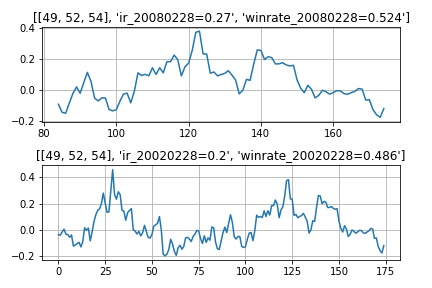 [[49, 52, 54], 'ir_20080228=0.27', 'winrate_20080228=0.524']
0.4
0.2
0.0
−0.2
80 100 120 140 160
[[49, 52, 54], 'ir_20020228=0.2', 'winrate_20020228=0.486']
0.4
0.2
0.0
−0.2
0 25 50 75 100 125 150 175